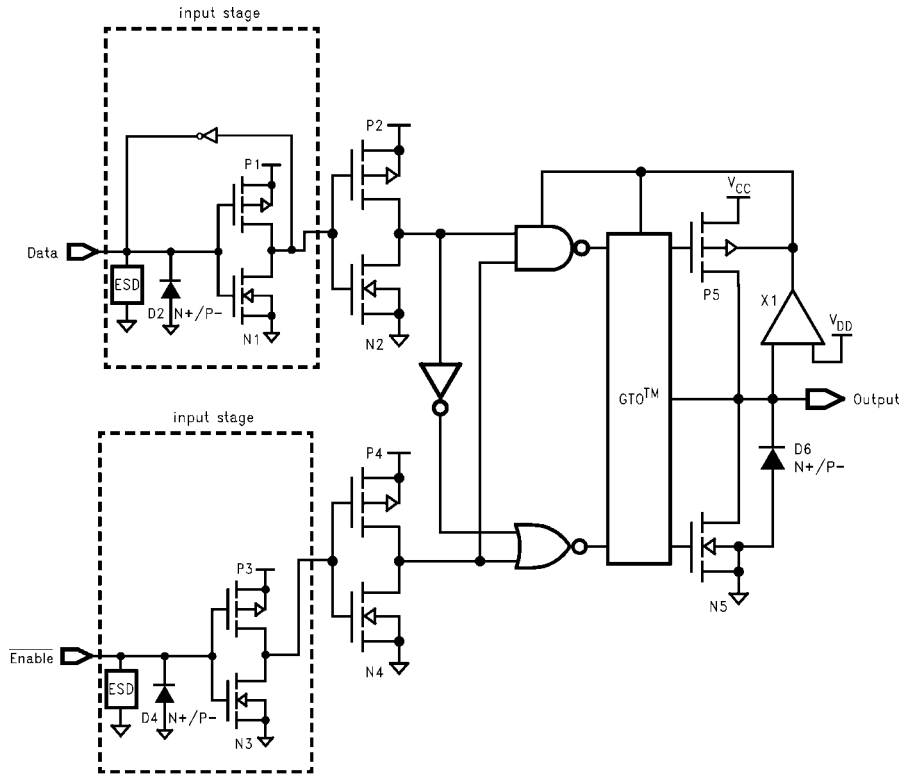 input stage
P1
Data
ESD
D2 N+/P-
N1
P2
N2
V_CC
P5
X1
V_DD
GTO™
Output
D6
N+/P-
N5
input stage
P3
Enable
ESD
D4 N+/P-
N3
P4
N4